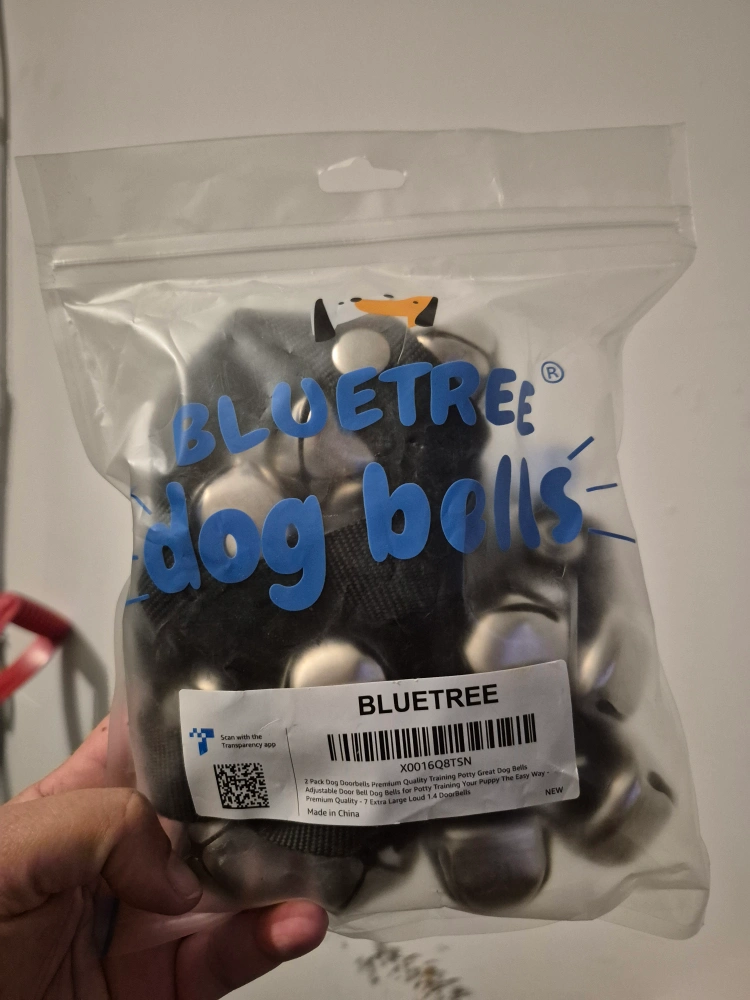 BLUETREE®
dog bells
BLUETREE
Scan with the
Transparency app
X0016Q8TSN
2 Pack Dog Doorbells Premium Quality Training Potty Great Dog Bells
Adjustable Door Bell Dog Bells for Potty Training Your Puppy The Easy Way -
Premium Quality - 7 Extra Large Loud 1.4 DoorBells
NEW
Made in China